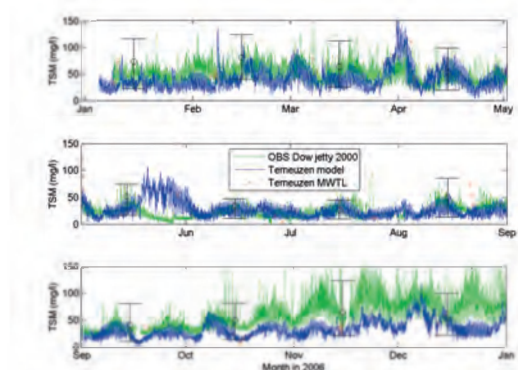 150
100
50
0
TSM (mg/l)
Jan Feb Mar Apr May
150
100
50
0
TSM (mg/l)
OBS Dow jetty 2000
Terneuzen model
Terneuzen MWTL
Jun Jul Aug Sep
150
100
50
0
TSM (mg/l)
Sep Oct Nov Dec Jan
Month in 2006